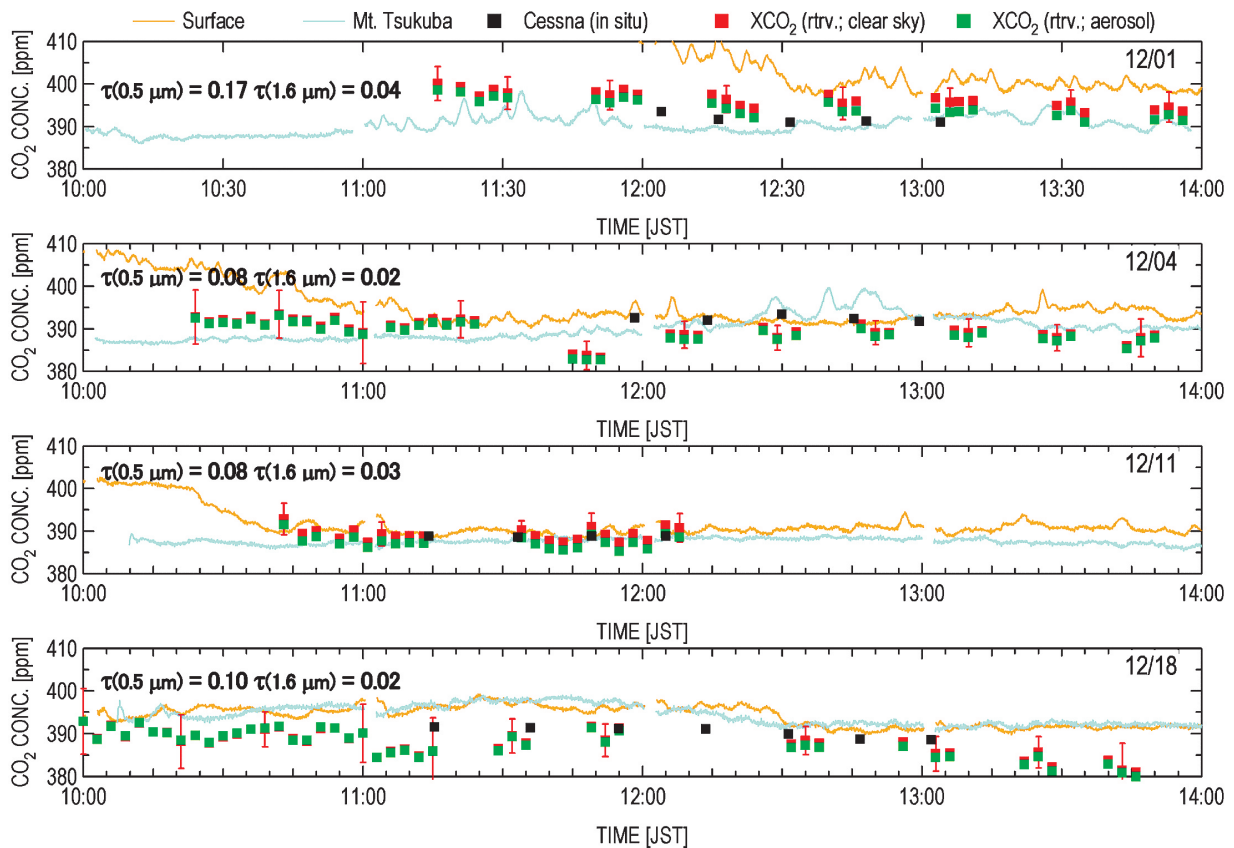 Surface Mt. Tsukuba Cessna (in situ) XCO₂ (rtrv.; clear sky) XCO₂ (rtrv.; aerosol)
CO₂ CONC. [ppm]
410
400
390
380
τ(0.5 μm) = 0.17 τ(1.6 μm) = 0.04
12/01
10:00 10:30 11:00 11:30 12:00 12:30 13:00 13:30 14:00
TIME [JST]
CO₂ CONC. [ppm]
410
400
390
380
τ(0.5 μm) = 0.08 τ(1.6 μm) = 0.02
12/04
10:00 11:00 12:00 13:00 14:00
TIME [JST]
CO₂ CONC. [ppm]
410
400
390
380
τ(0.5 μm) = 0.08 τ(1.6 μm) = 0.03
12/11
10:00 11:00 12:00 13:00 14:00
TIME [JST]
CO₂ CONC. [ppm]
410
400
390
380
τ(0.5 μm) = 0.10 τ(1.6 μm) = 0.02
12/18
10:00 11:00 12:00 13:00 14:00
TIME [JST]